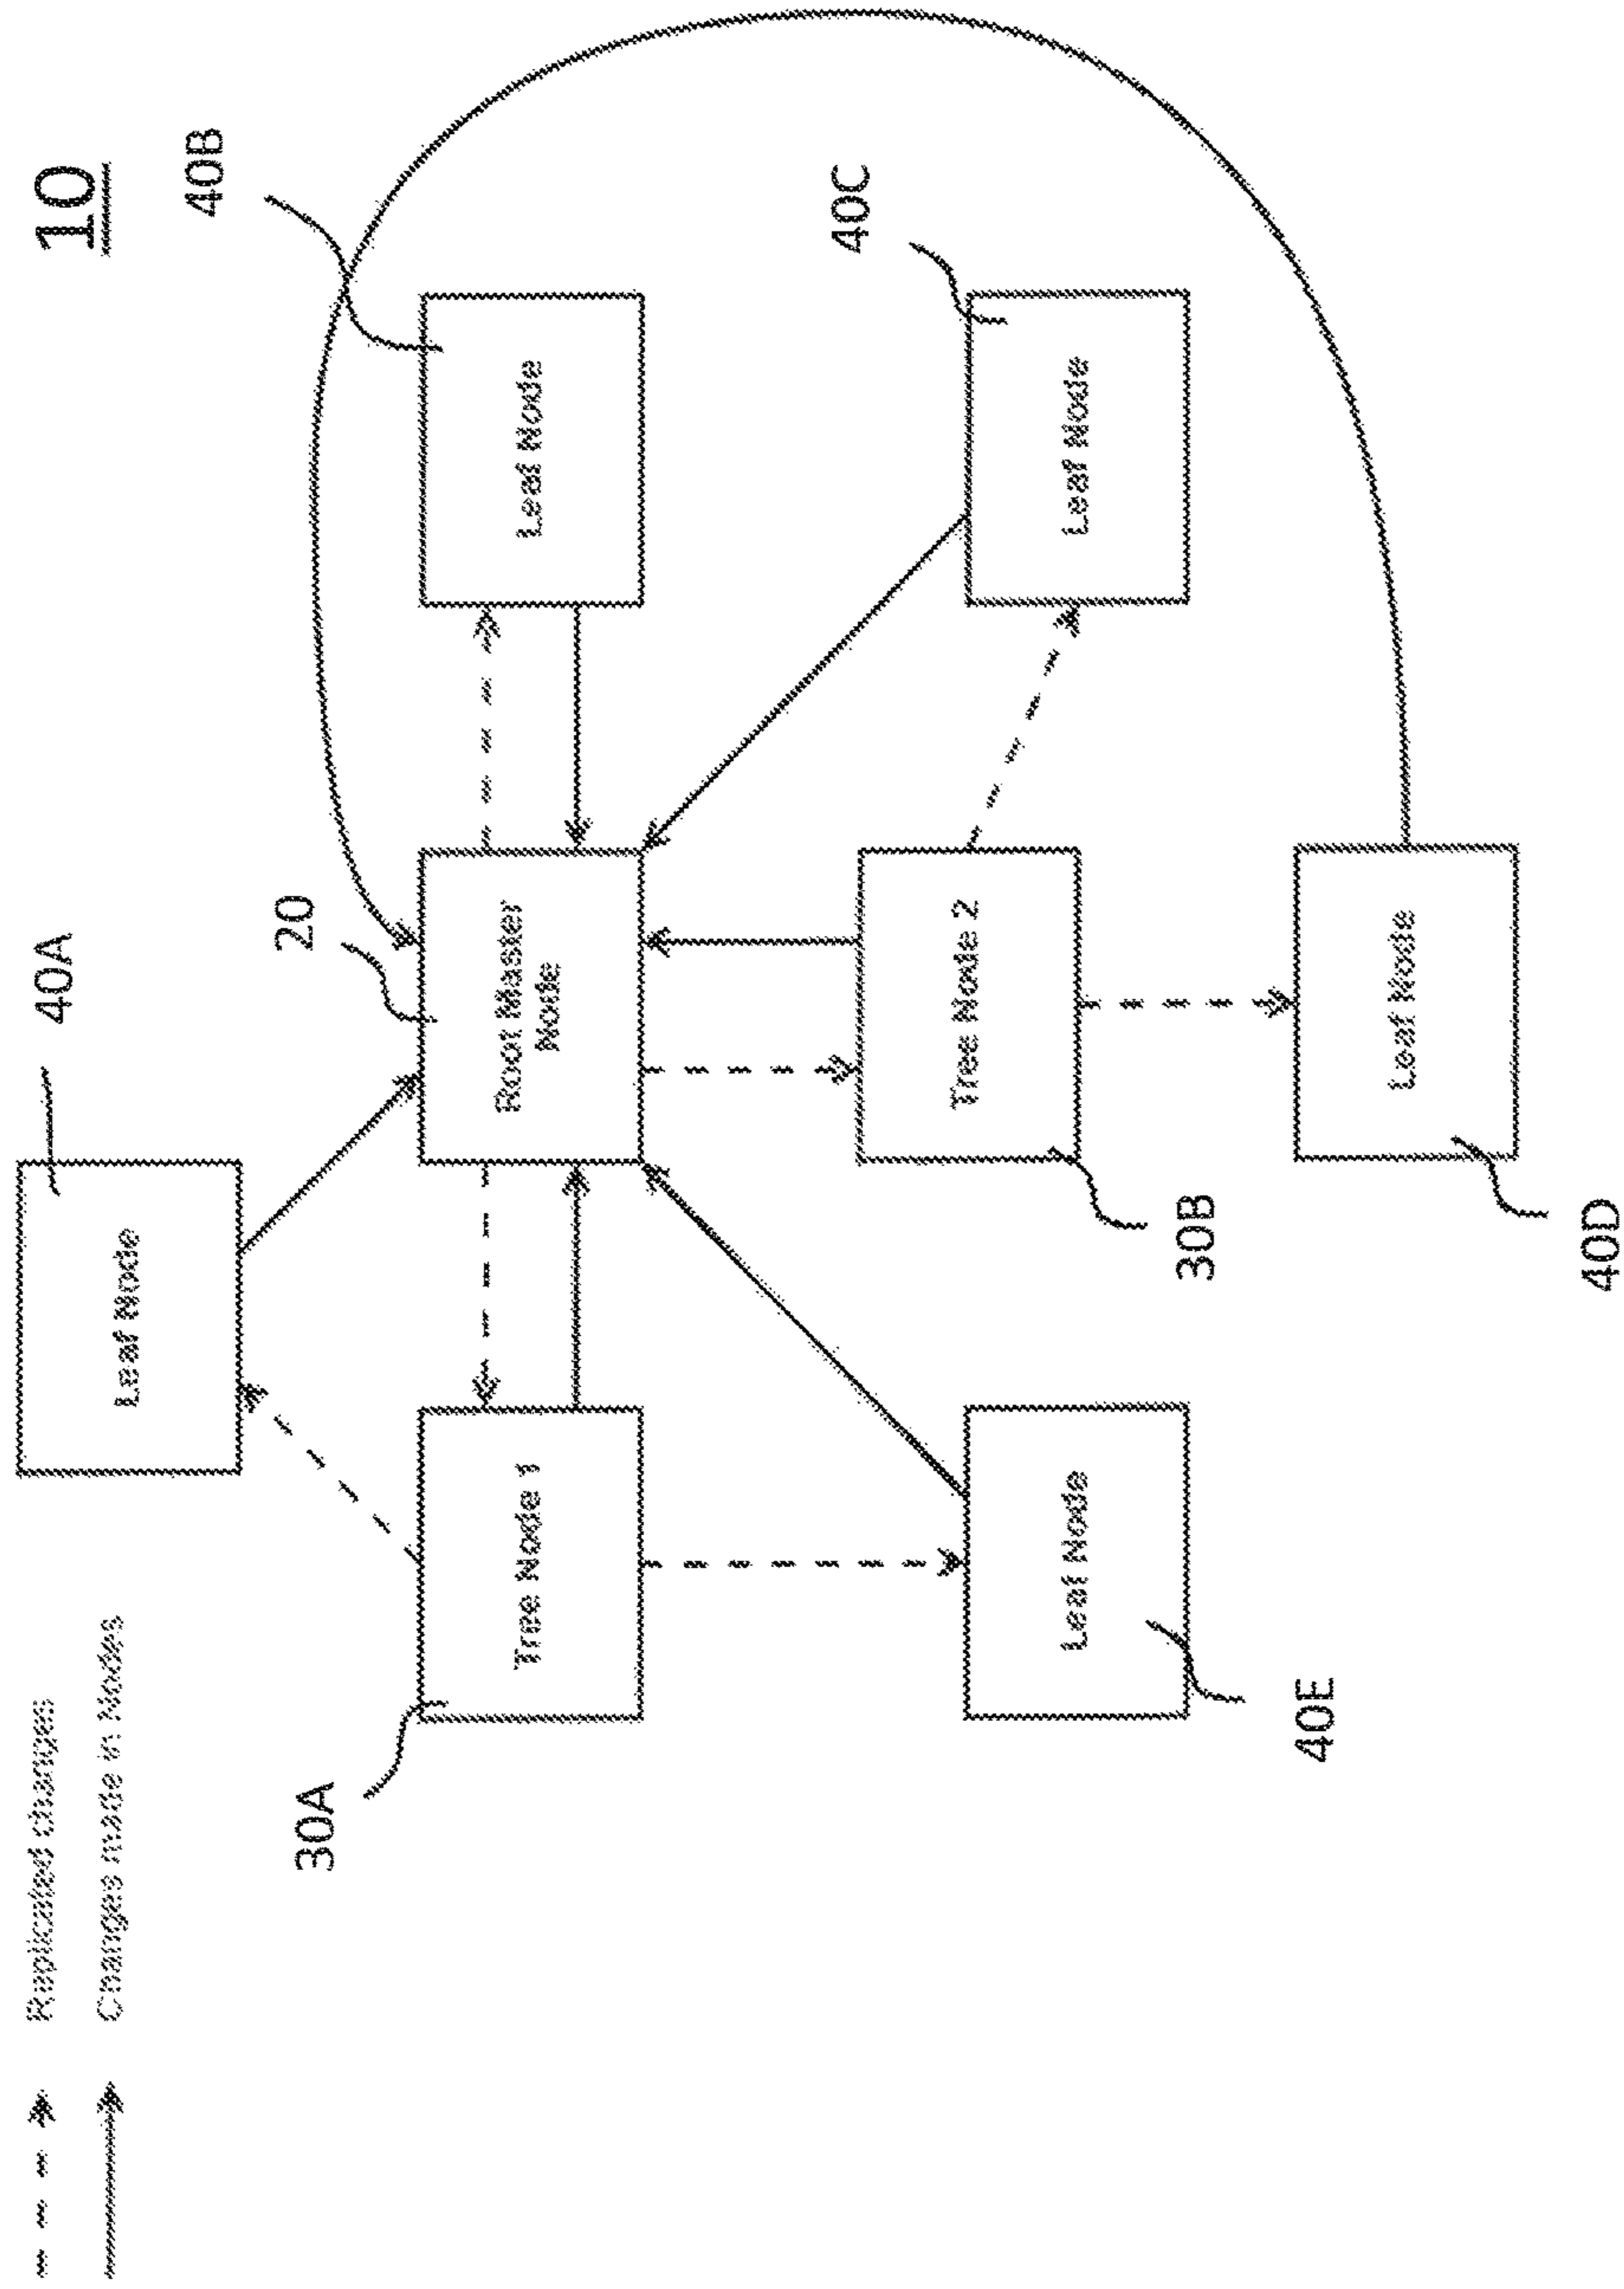 Replicated changes
Changes made in Nodes
10
40A
Leaf Node
20
Root Master
Node
40B
Leaf Node
30A
Tree Node 1
40C
Leaf Node
Tree Node 2
30B
Leaf Node
40E
Leaf Node
40D